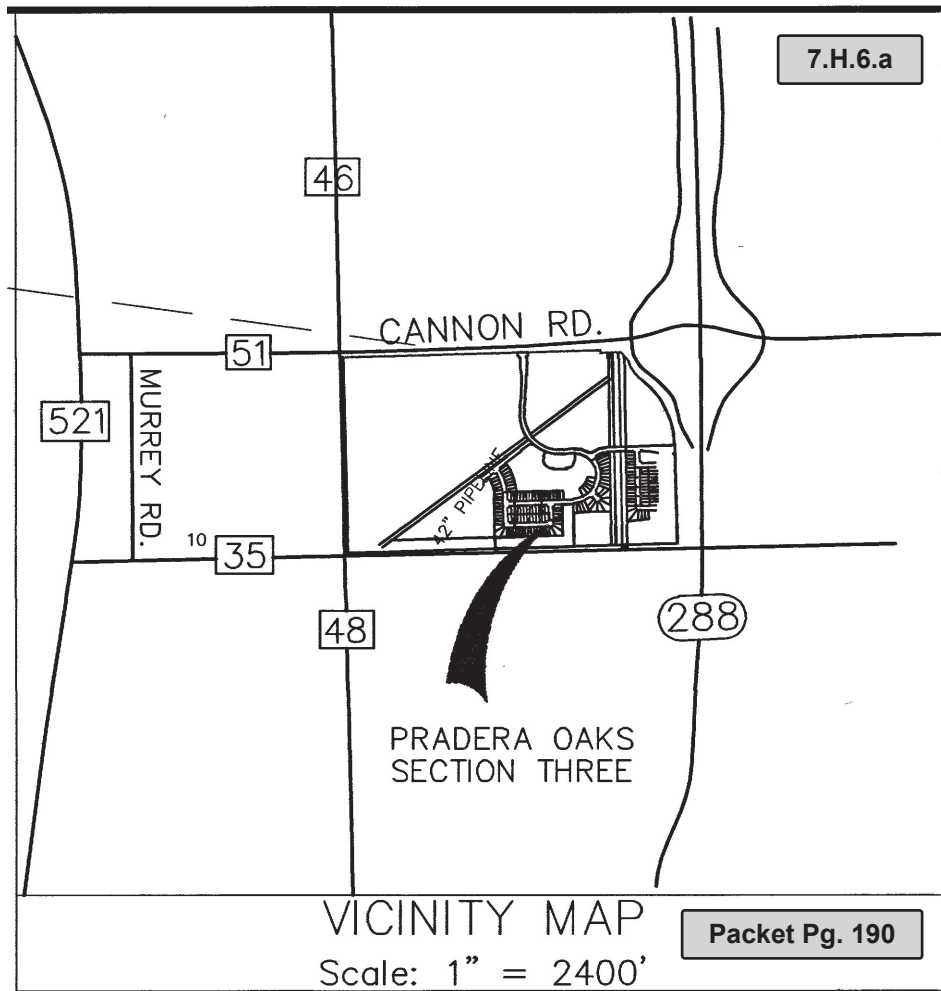 7.H.6.a
46
CANNON RD.
51
521
MURREY RD.
42" PIPELINE
10
35
48
288
PRADERA OAKS
SECTION THREE
VICINITY MAP
Packet Pg. 190
Scale: 1" = 2400'